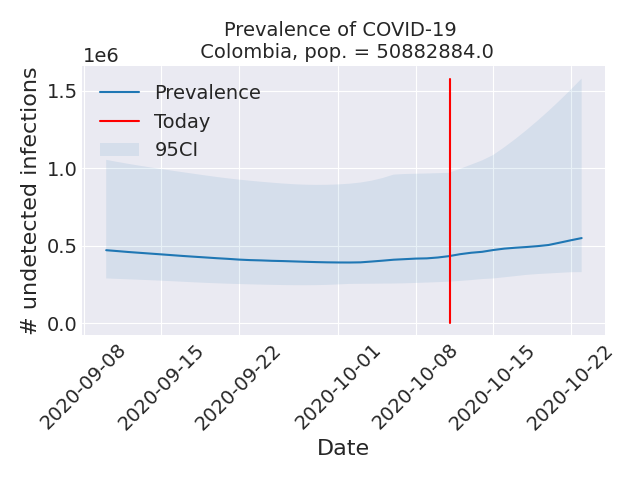 Prevalence of COVID-19
Colombia, pop. = 50882884.0
1e6
Prevalence
Today
95CI
1.5
1.0
0.5
0.0
# undetected infections
2020-09-08
2020-09-15
2020-09-22
2020-10-01
2020-10-08
2020-10-15
2020-10-22
Date